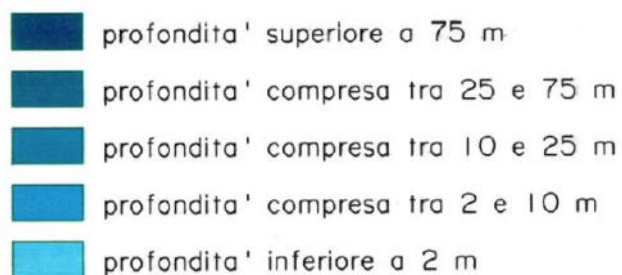 profondita' superiore a 75 m
profondita' compresa tra 25 e 75 m
profondita' compresa tra 10 e 25 m
profondita' compresa tra 2 e 10 m
profondita' inferiore a 2 m